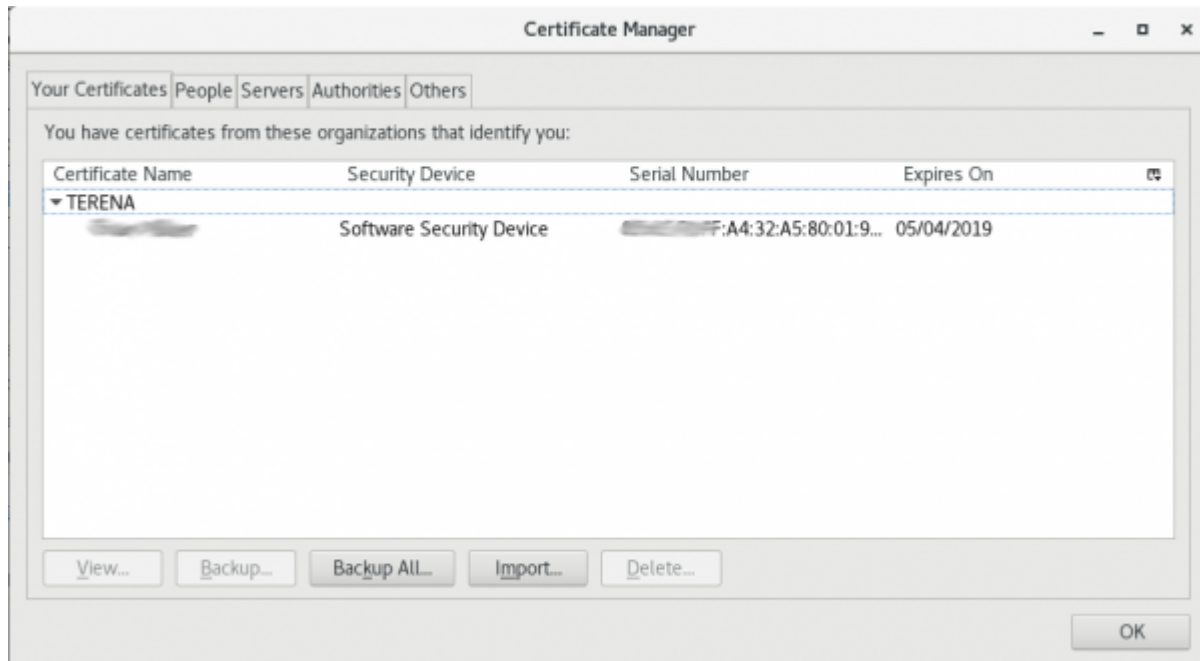 Certificate Manager
Your Certificates People Servers Authorities Others
You have certificates from these organizations that identify you:
Certificate Name Security Device Serial Number Expires On
TERENA
Software Security Device F:A4:32:A5:80:01:9... 05/04/2019
View... Backup... Backup All... Import... Delete...
OK